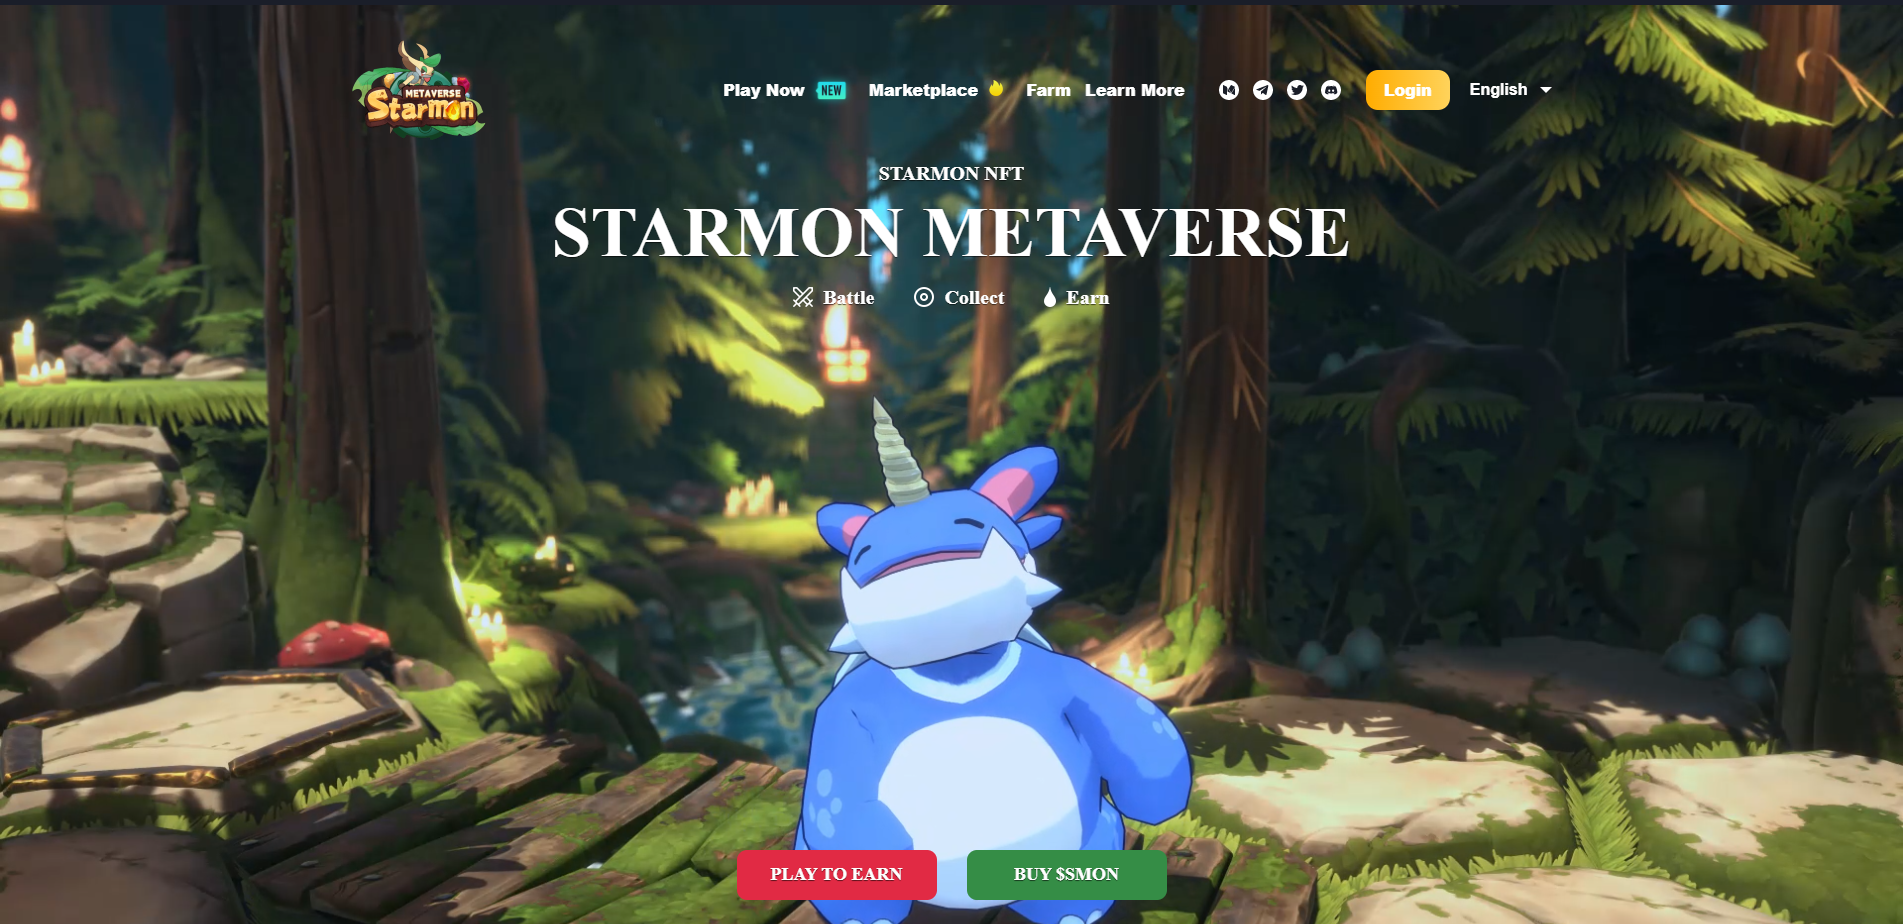 METAVERSE
Starmon
Play Now NEW Marketplace Farm Learn More Login English
STARMON NFT
STARMON METAVERSE
Battle Collect Earn
PLAY TO EARN BUY $SMON